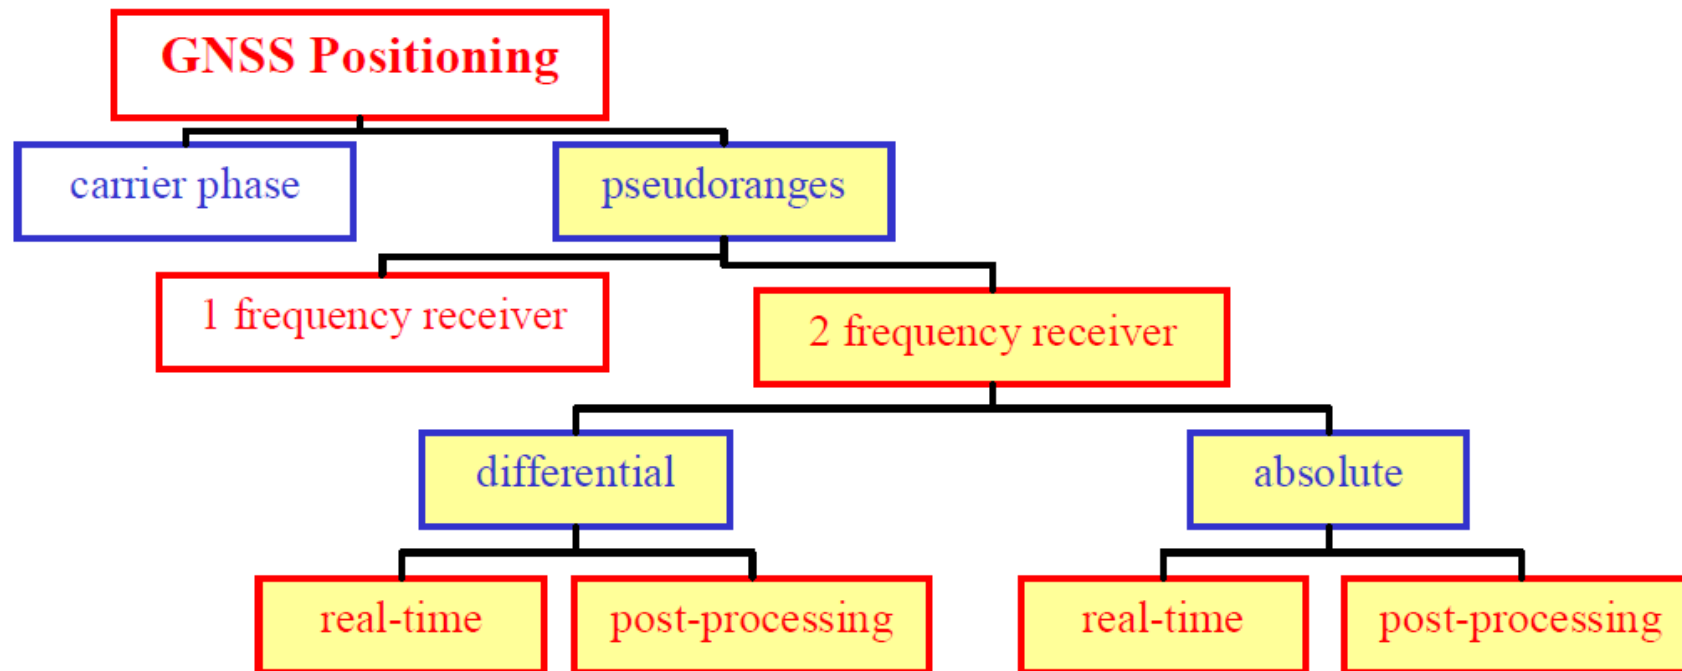 GNSS Positioning
carrier phase
pseudoranges
1 frequency receiver
2 frequency receiver
differential
absolute
real-time
post-processing
real-time
post-processing